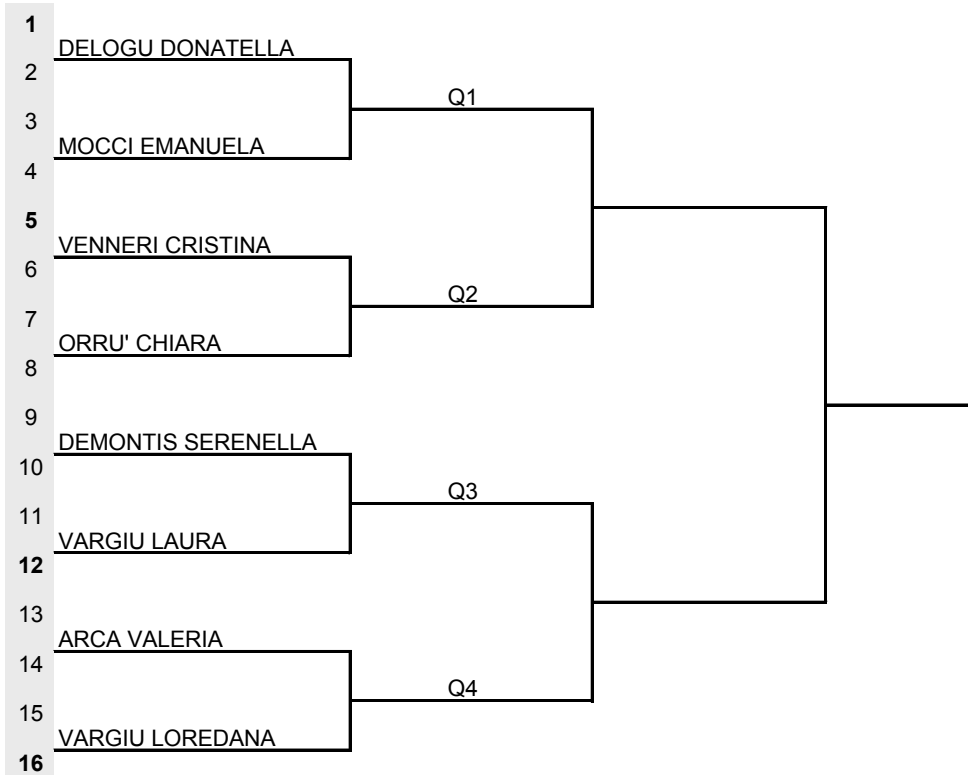 1
DELOGU DONATELLA
2
Q1
3
MOCCI EMANUELA
4
5
VENNERI CRISTINA
6
Q2
7
ORRU' CHIARA
8
9
DEMONTIS SERENELLA
10
Q3
11
VARGIU LAURA
12
13
ARCA VALERIA
14
Q4
15
VARGIU LOREDANA
16